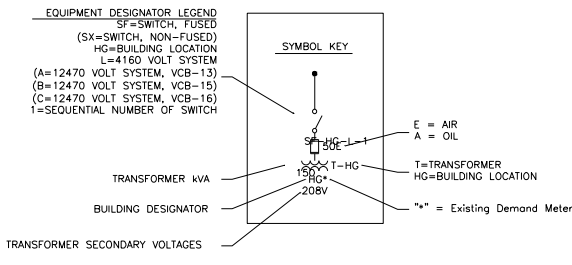 EQUIPMENT DESIGNATOR LEGEND
SF=SWITCH, FUSED
(SX=SWITCH, NON-FUSED)
HG=BUILDING LOCATION
L=4160 VOLT SYSTEM
(A=12470 VOLT SYSTEM, VCB-13)
(B=12470 VOLT SYSTEM, VCB-15)
(C=12470 VOLT SYSTEM, VCB-16)
1=SEQUENTIAL NUMBER OF SWITCH
SYMBOL KEY
SF-HG-L-1
50E
E = AIR
A = OIL
T-HG
T=TRANSFORMER
HG=BUILDING LOCATION
TRANSFORMER kVA
150
HG*
BUILDING DESIGNATOR
"*" = Existing Demand Meter
208V
TRANSFORMER SECONDARY VOLTAGES